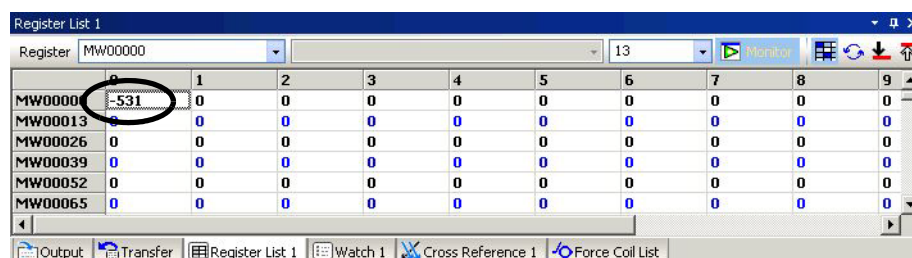 Register List 1
Register MW00000 13 Monitor
0 1 2 3 4 5 6 7 8 9
MW00000 -531 0 0 0 0 0 0 0 0 0
MW00013 0 0 0 0 0 0 0 0 0 0
MW00026 0 0 0 0 0 0 0 0 0 0
MW00039 0 0 0 0 0 0 0 0 0 0
MW00052 0 0 0 0 0 0 0 0 0 0
MW00065 0 0 0 0 0 0 0 0 0 0
Output Transfer Register List 1 Watch 1 Cross Reference 1 Force Coil List